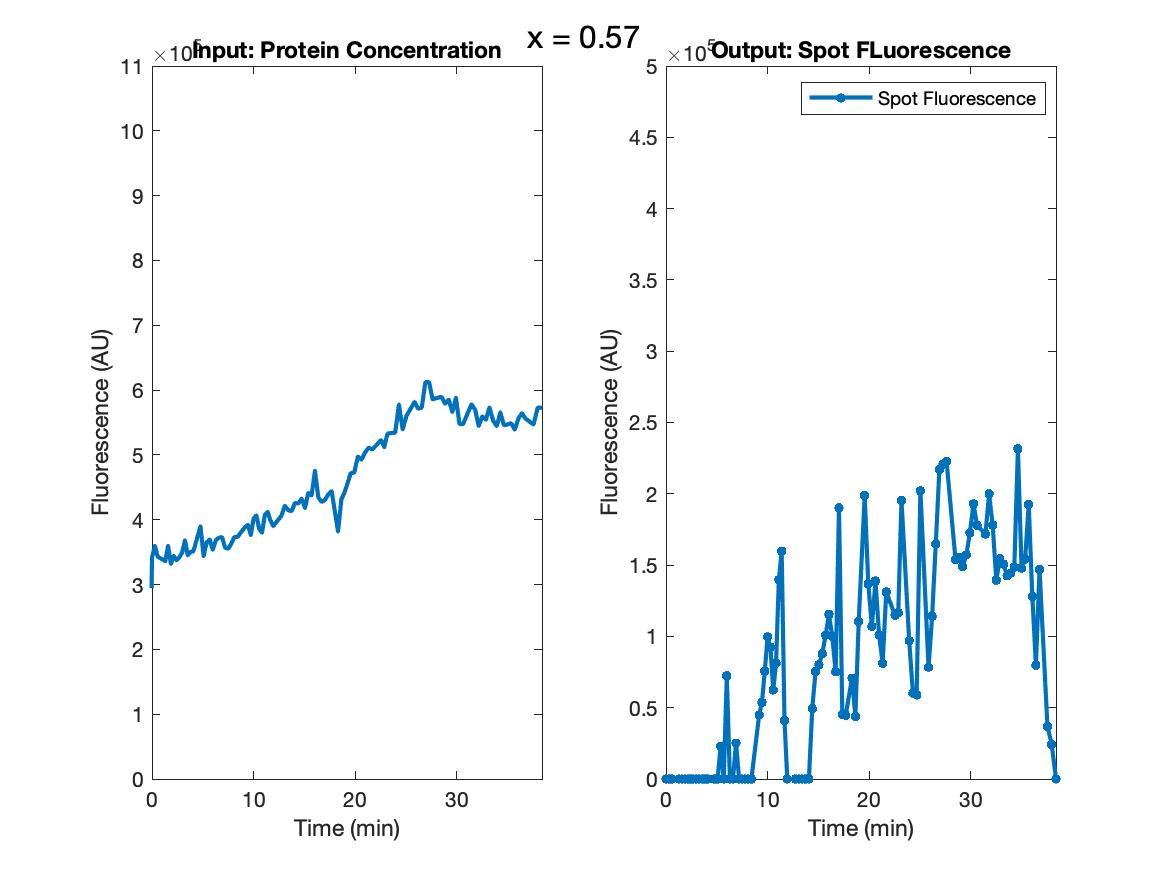 x = 0.57
×10⁵
Input: Protein Concentration
11
10
9
8
7
6
5
4
3
2
1
0
0 10 20 30
Time (min)
Fluorescence (AU)
×10⁵
Output: Spot FLuorescence
Spot Fluorescence
5
4.5
4
3.5
3
2.5
2
1.5
1
0.5
0
0 10 20 30
Time (min)
Fluorescence (AU)